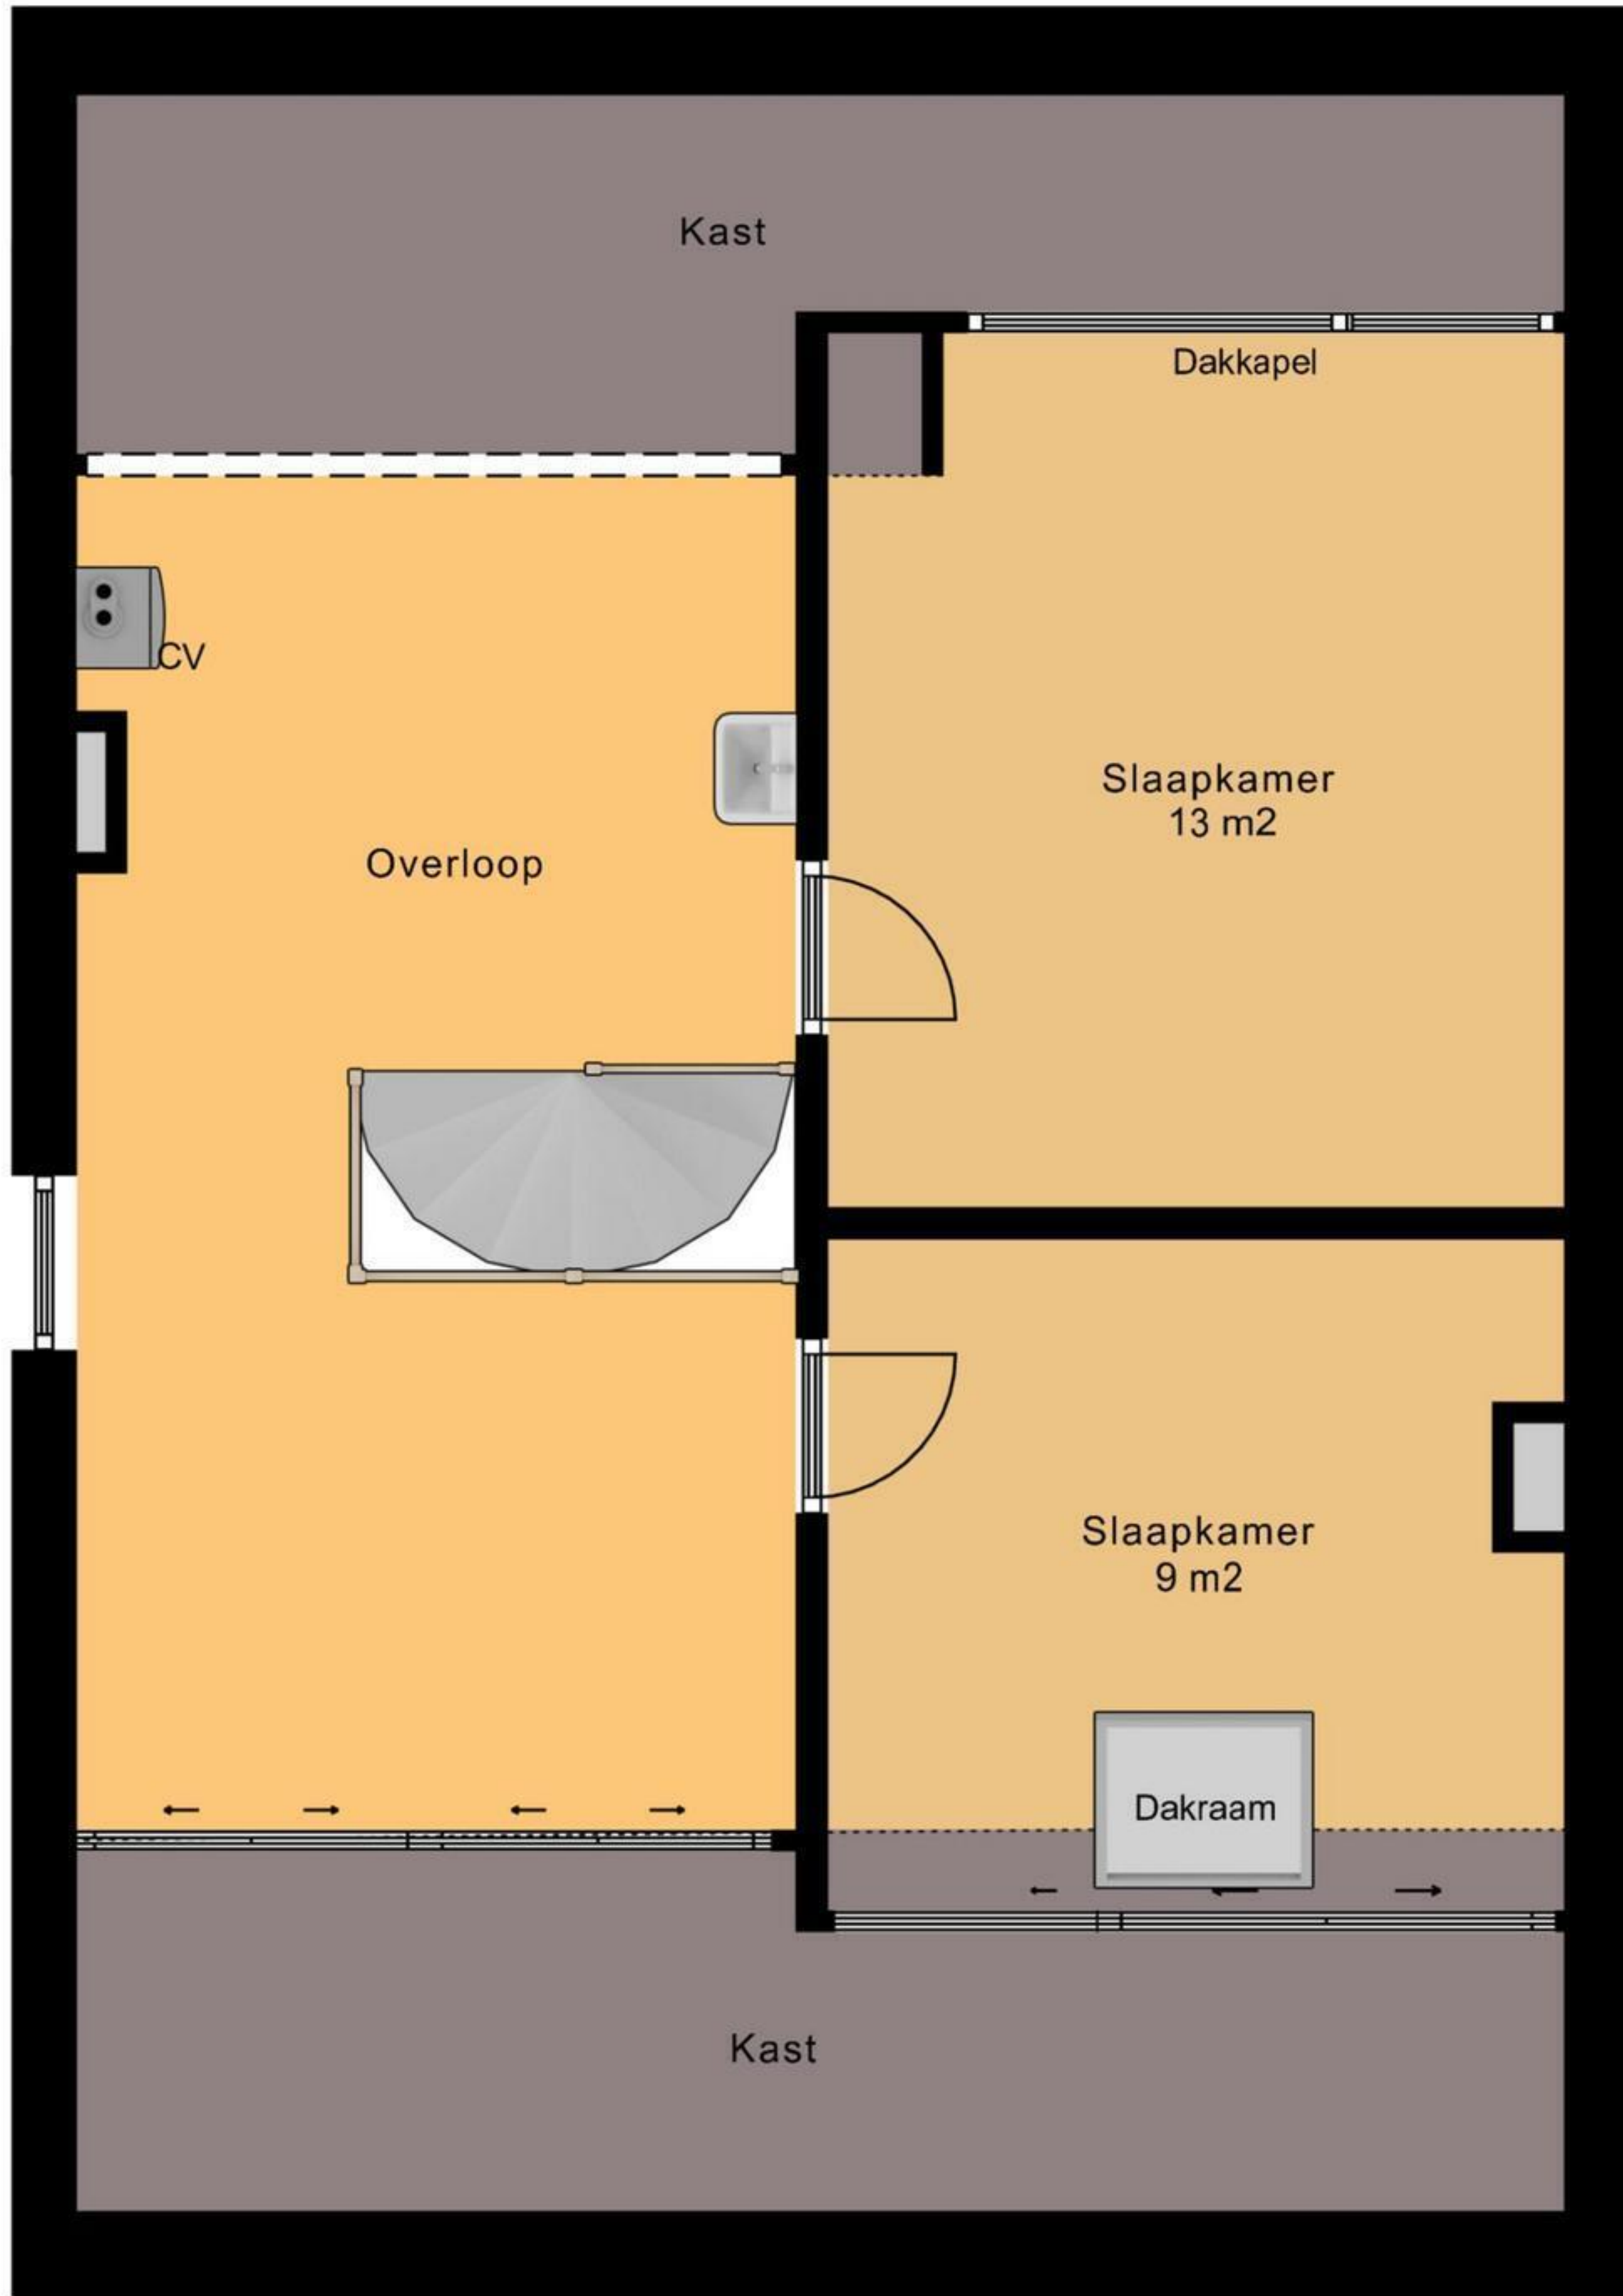 Kast
Dakkapel
CV
Slaapkamer
13 m2
Overloop
Slaapkamer
9 m2
Dakraam
Kast